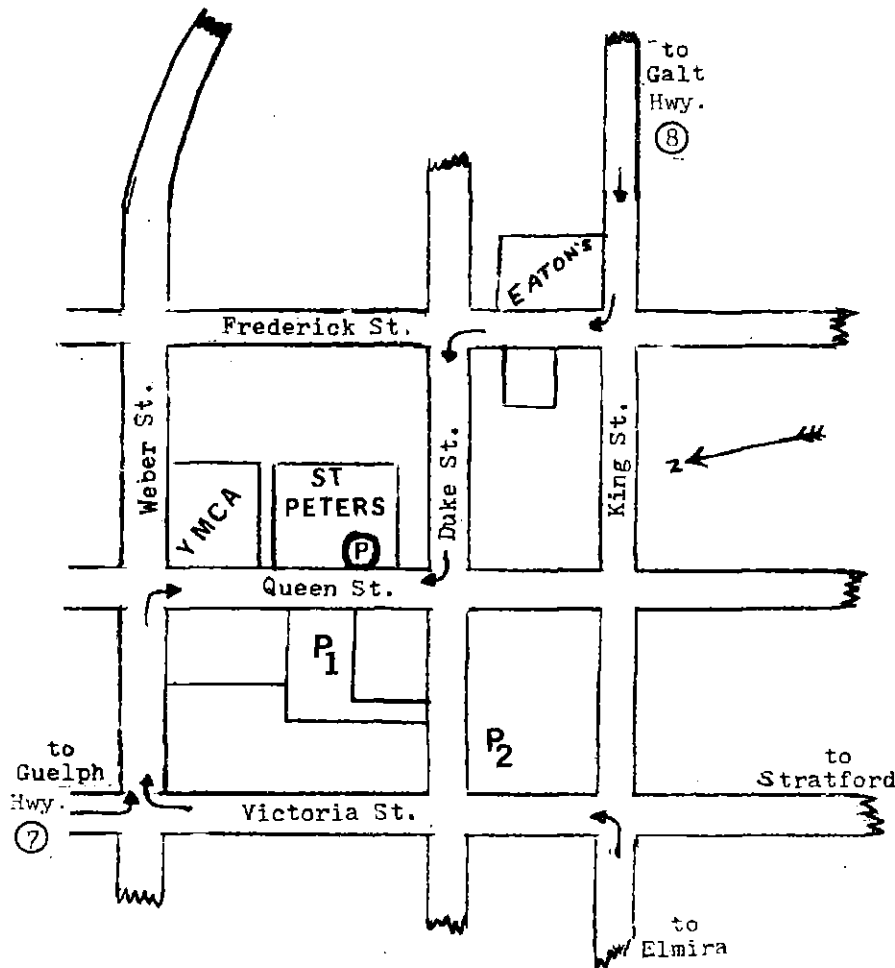 to
Galt
Hwy.
8
EATON'S
Frederick St.
Weber St.
Duke St.
King St.
N
YMCA
ST
PETERS
P
Queen St.
P1
P2
to
Guelph
Hwy.
7
to
Stratford
Victoria St.
to
Elmira